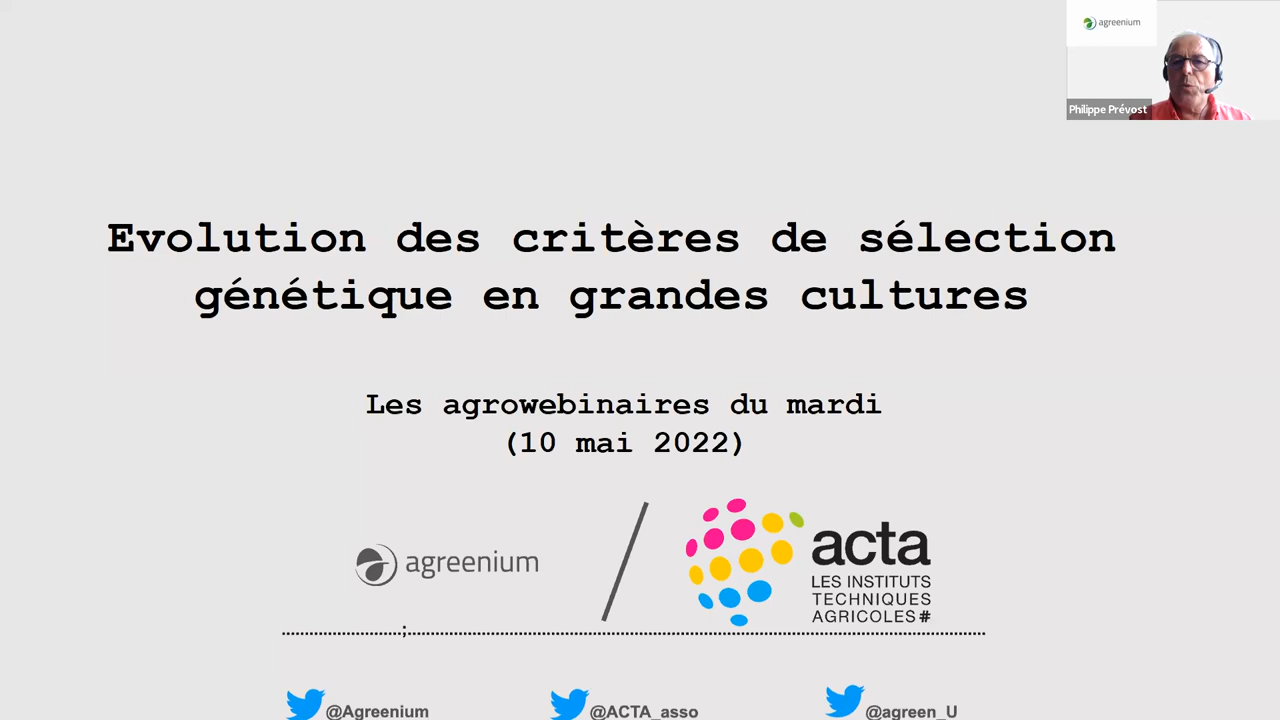 agreenium
Philippe Prévost
Evolution des critères de sélection
génétique en grandes cultures
Les agrowebinaires du mardi
(10 mai 2022)
agreenium
acta
LES INSTITUTS
TECHNIQUES
AGRICOLES#
;
@Agreenium
@ACTA_asso
@agreen_U